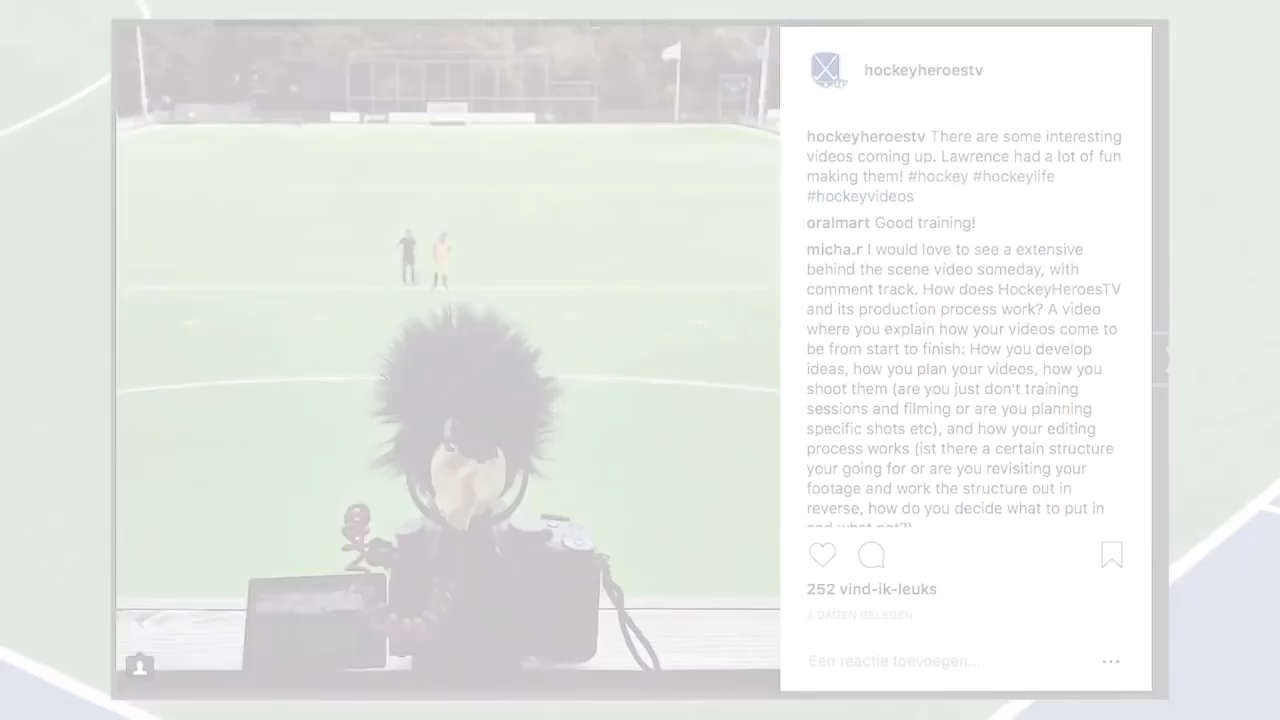 hockeyheroestv
hockeyheroestv There are some interesting
videos coming up. Lawrence had a lot of fun
making them! #hockey #hockeylife
#hockeyvideos
oralmart Good training!
micha.r I would love to see a extensive
behind the scene video someday, with
comment track. How does HockeyHeroesTV
and its production process work? A video
where you explain how your videos come to
be from start to finish: How you develop
ideas, how you plan your videos, how you
shoot them (are you just don't training
sessions and filming or are you planning
specific shots etc), and how your editing
process works (ist there a certain structure
your going for or are you revisiting your
footage and work the structure out in
reverse, how do you decide what to put in
and what not?)
252 vind-ik-leuks
2 DAGEN GELEDEN
Een reactie toevoegen...